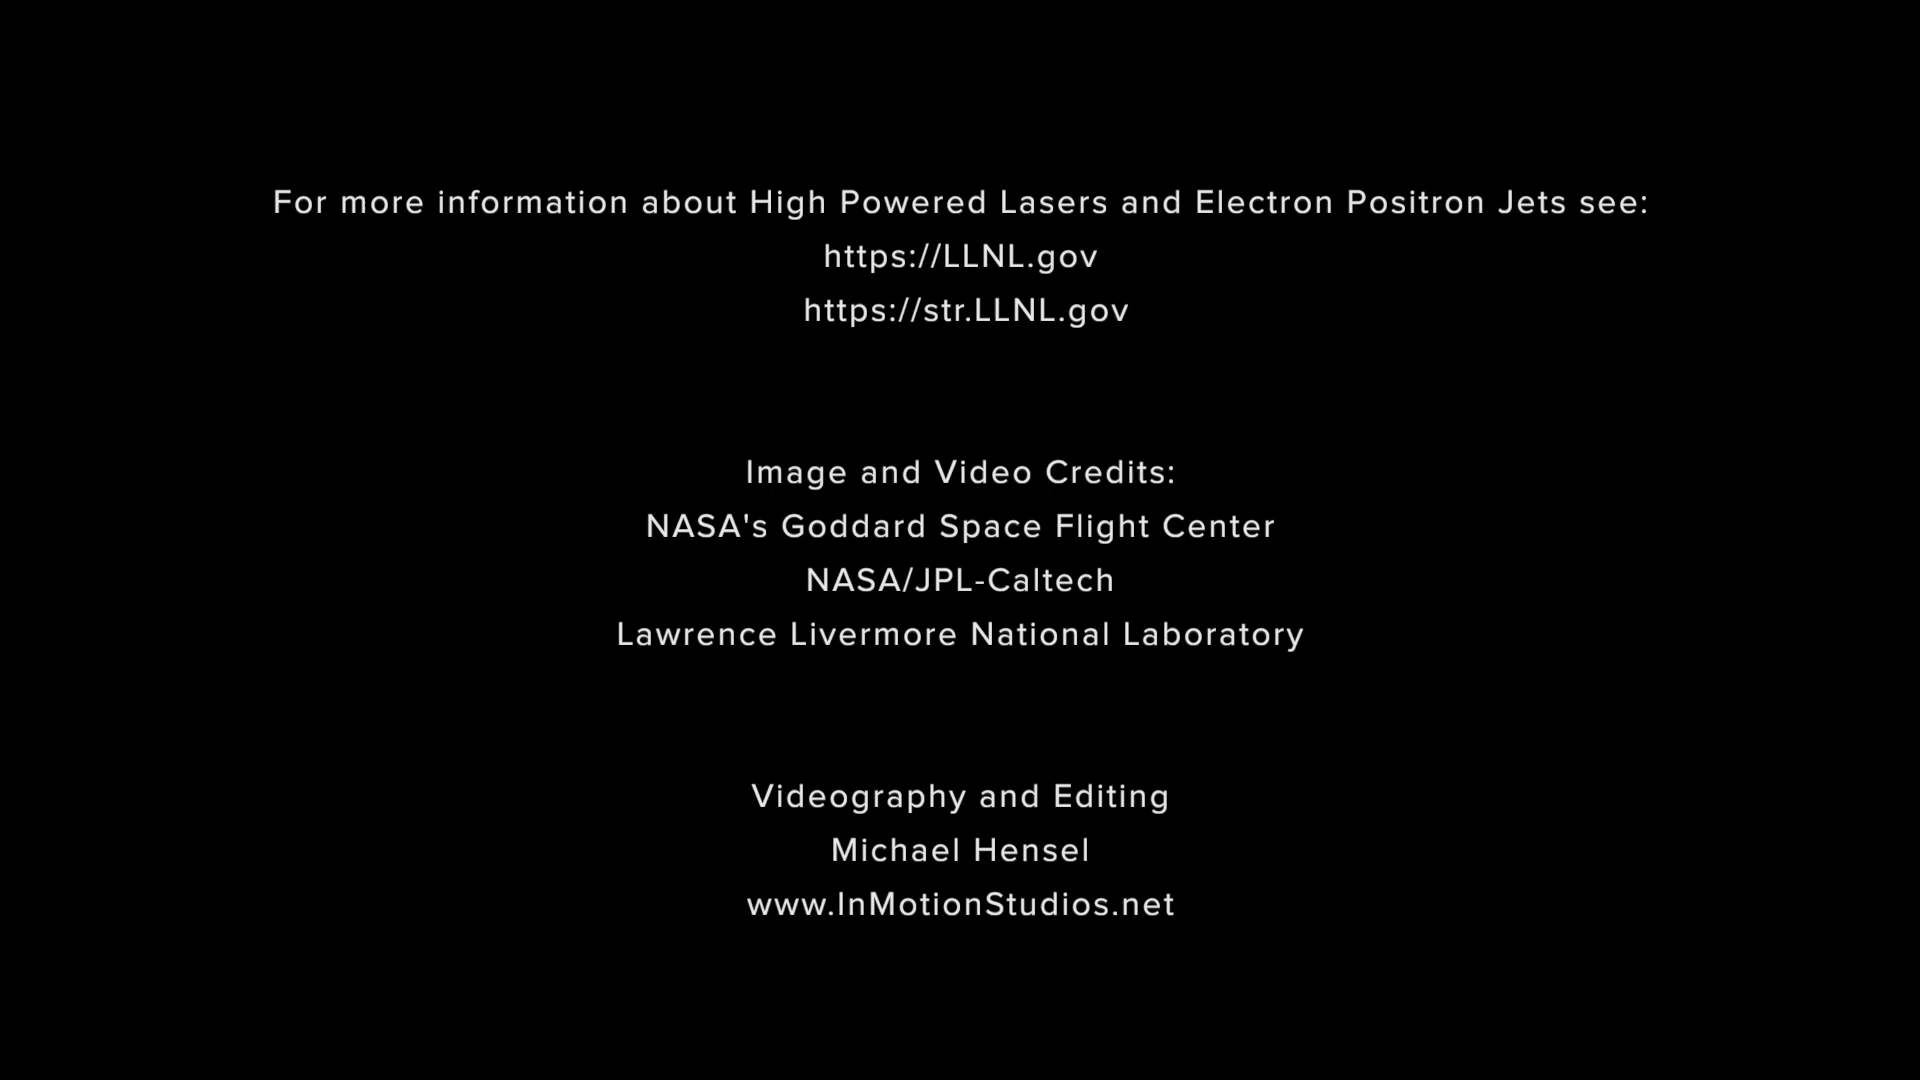 For more information about High Powered Lasers and Electron Positron Jets see:
https://LLNL.gov
https://str.LLNL.gov
Image and Video Credits:
NASA's Goddard Space Flight Center
NASA/JPL-Caltech
Lawrence Livermore National Laboratory
Videography and Editing
Michael Hensel
www.InMotionStudios.net